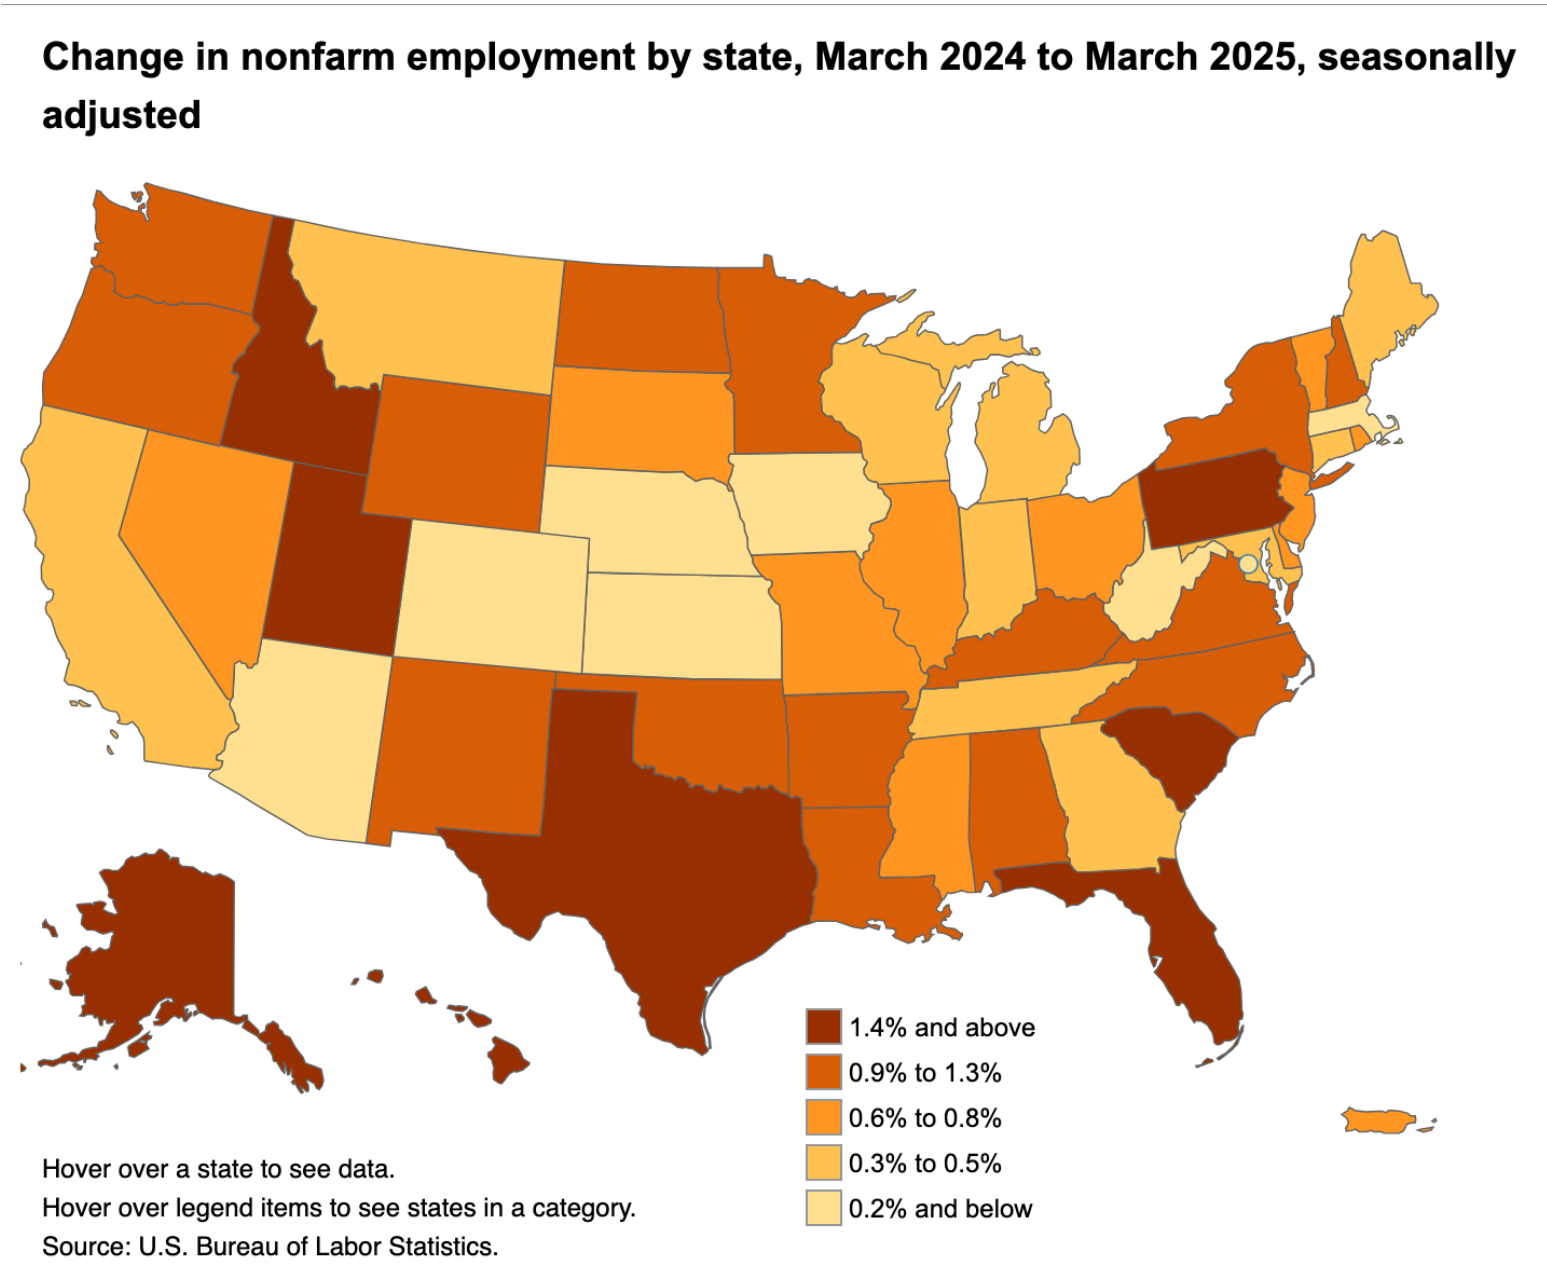 Change in nonfarm employment by state, March 2024 to March 2025, seasonally
adjusted
1.4% and above
0.9% to 1.3%
0.6% to 0.8%
0.3% to 0.5%
0.2% and below
Hover over a state to see data.
Hover over legend items to see states in a category.
Source: U.S. Bureau of Labor Statistics.